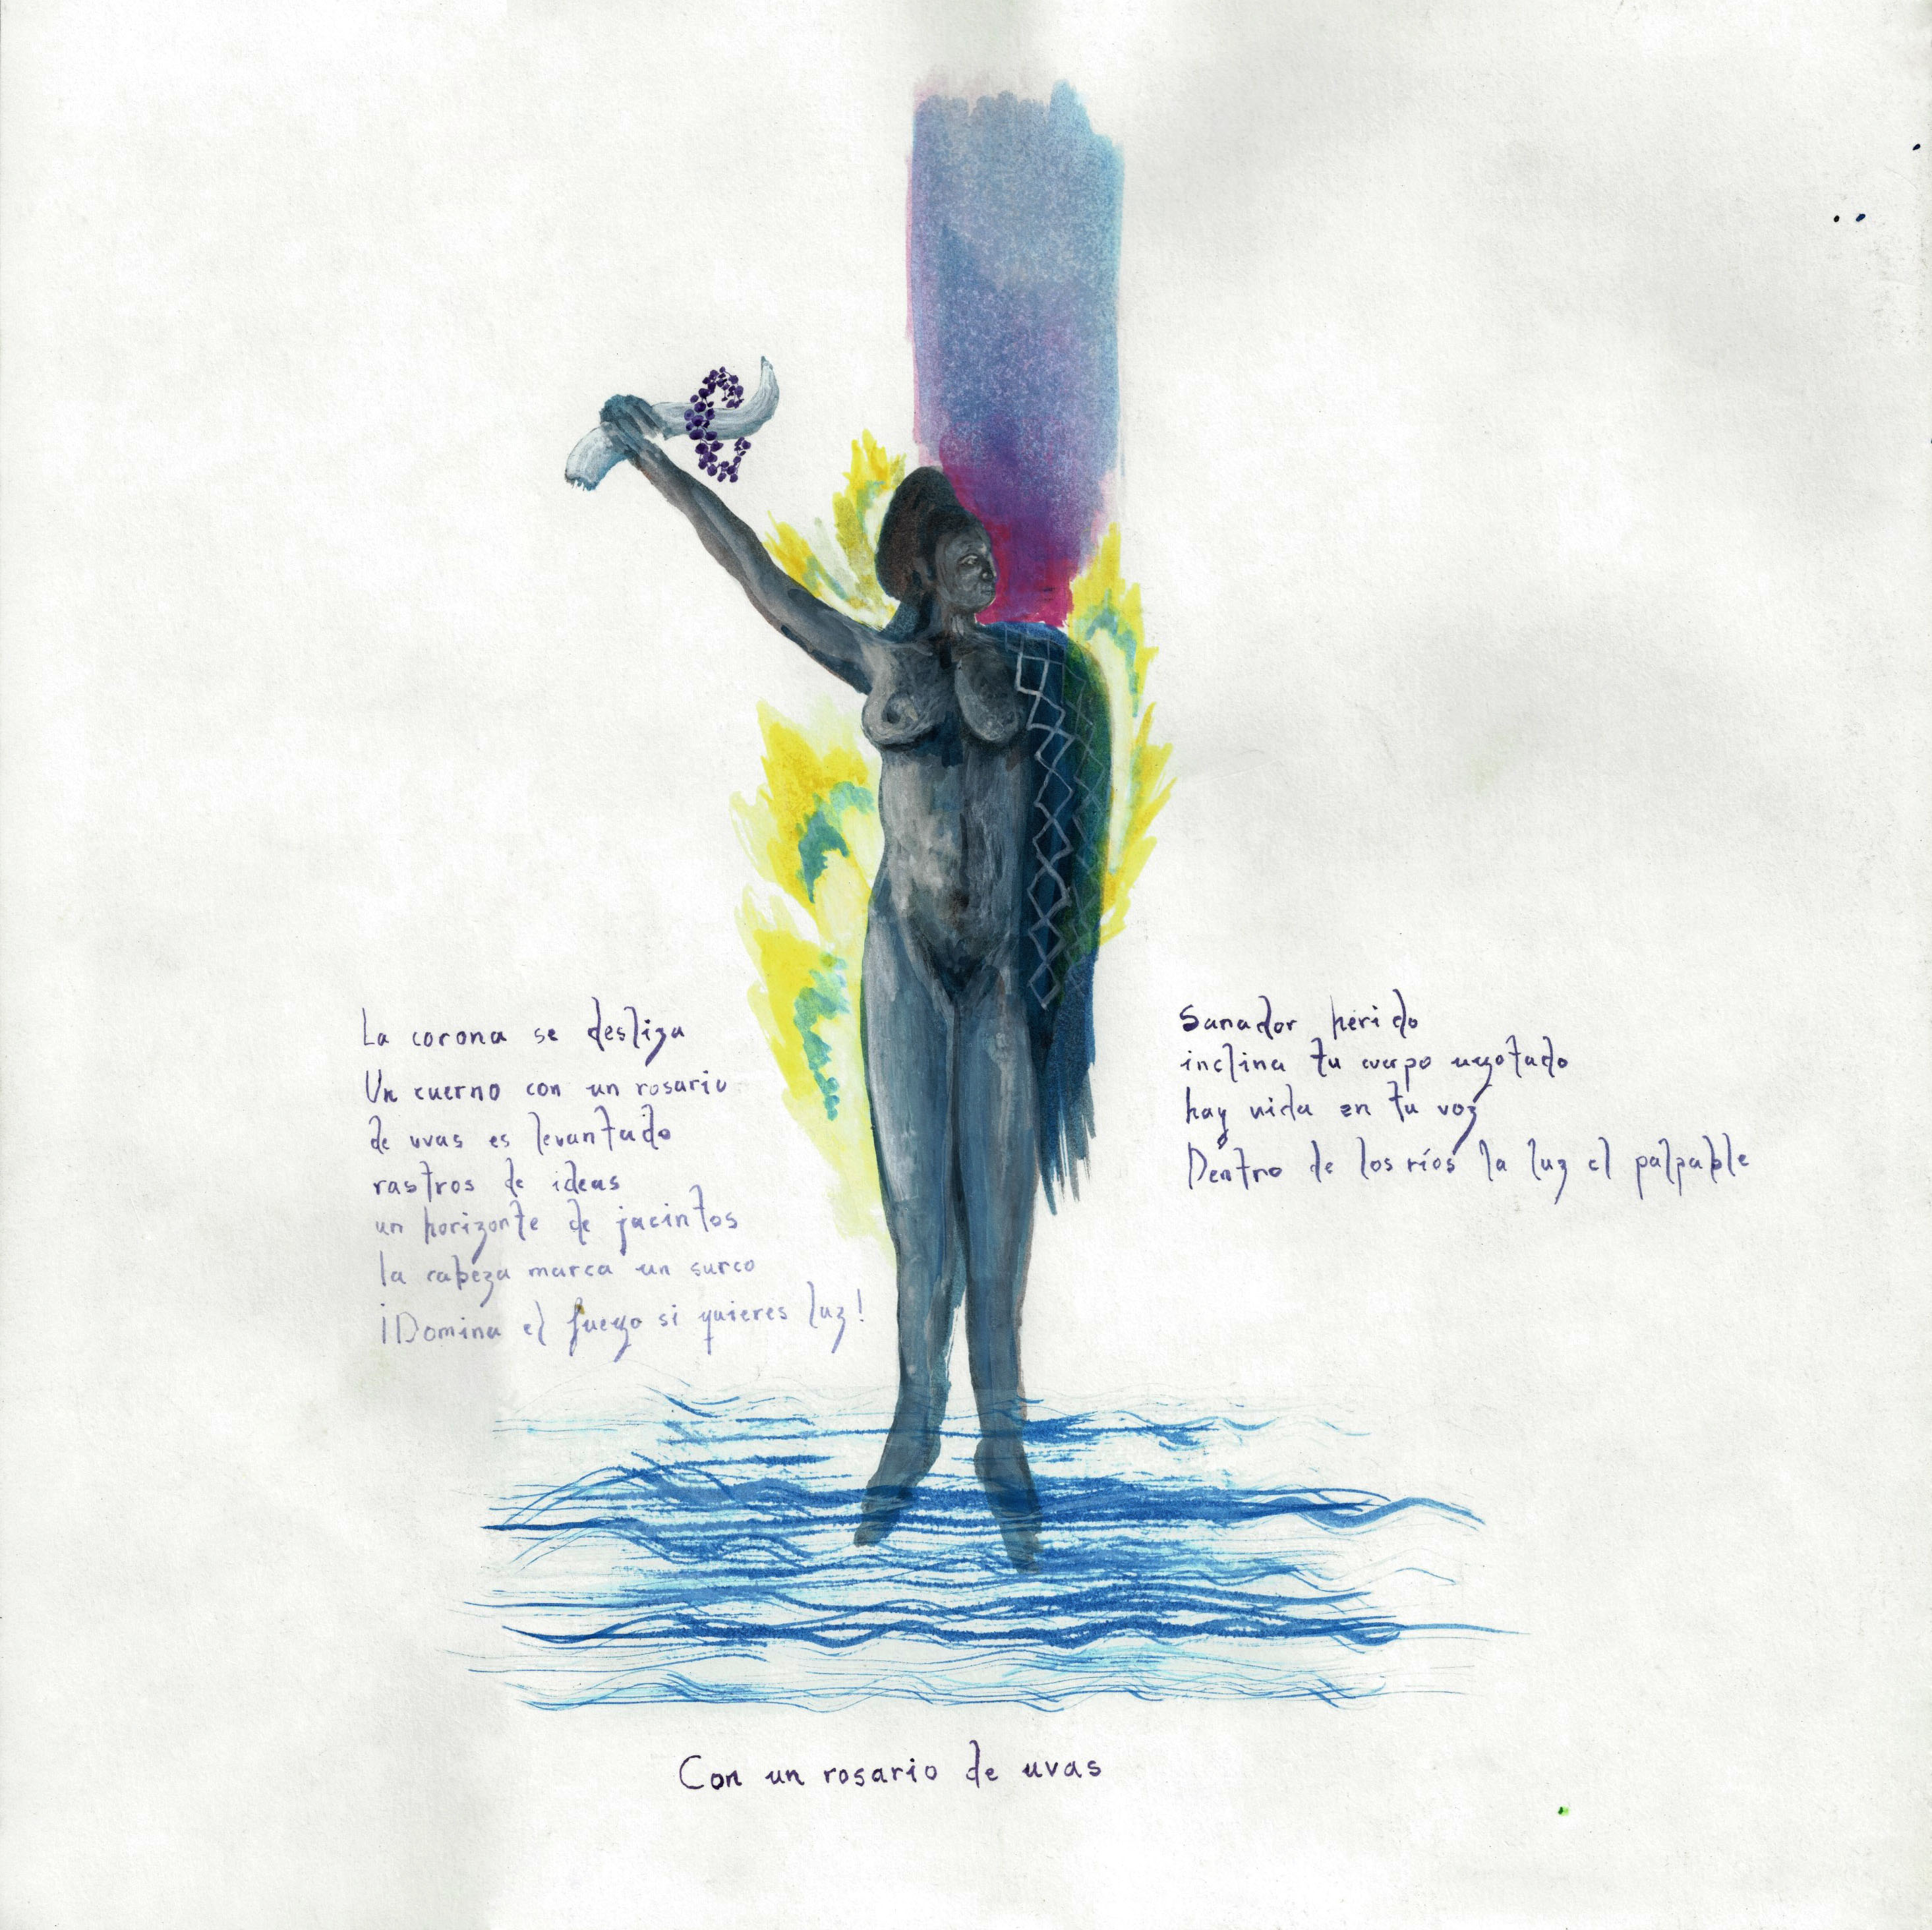 La corona se desliza
Un cuerno con un rosario
de uvas es levantado
rastros de ideas
un horizonte de jacintos
la cabeza marca un surco
¡Domina el fuego si quieres luz!
Sanador herido
inclina tu cuerpo agotado
hay vida en tu voz
Dentro de los ríos la luz el palpable
Con un rosario de uvas